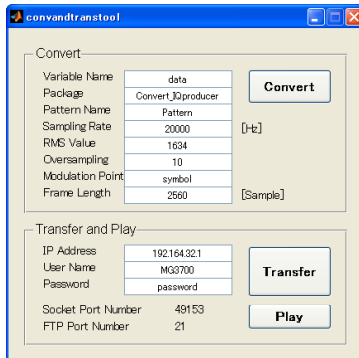 convandtranstool
Convert
Variable Name data
Package Convert_IQproducer
Pattern Name Pattern
Sampling Rate 20000 [Hz]
RMS Value 1634
Oversampling 10
Modulation Point symbol
Frame Length 2560 [Sample]
Convert
Transfer and Play
IP Address 192.164.32.1
User Name MG3700
Password password
Transfer
Socket Port Number 49153
FTP Port Number 21
Play